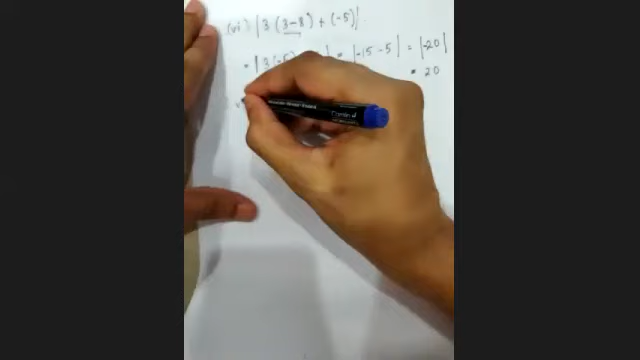 (vi) |3 (3-8) + (-5)|
= |3(-5) | = |-15 -5| = |-20|
= 20